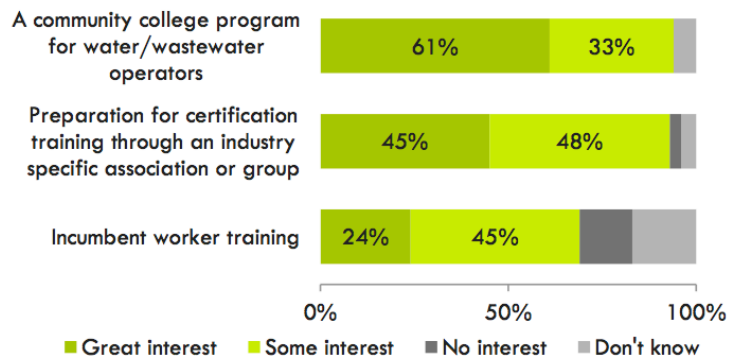 A community college program
for water/wastewater
operators
61%
33%
Preparation for certification
training through an industry
specific association or group
45%
48%
Incumbent worker training
24%
45%
0%
50%
100%
Great interest
Some interest
No interest
Don't know